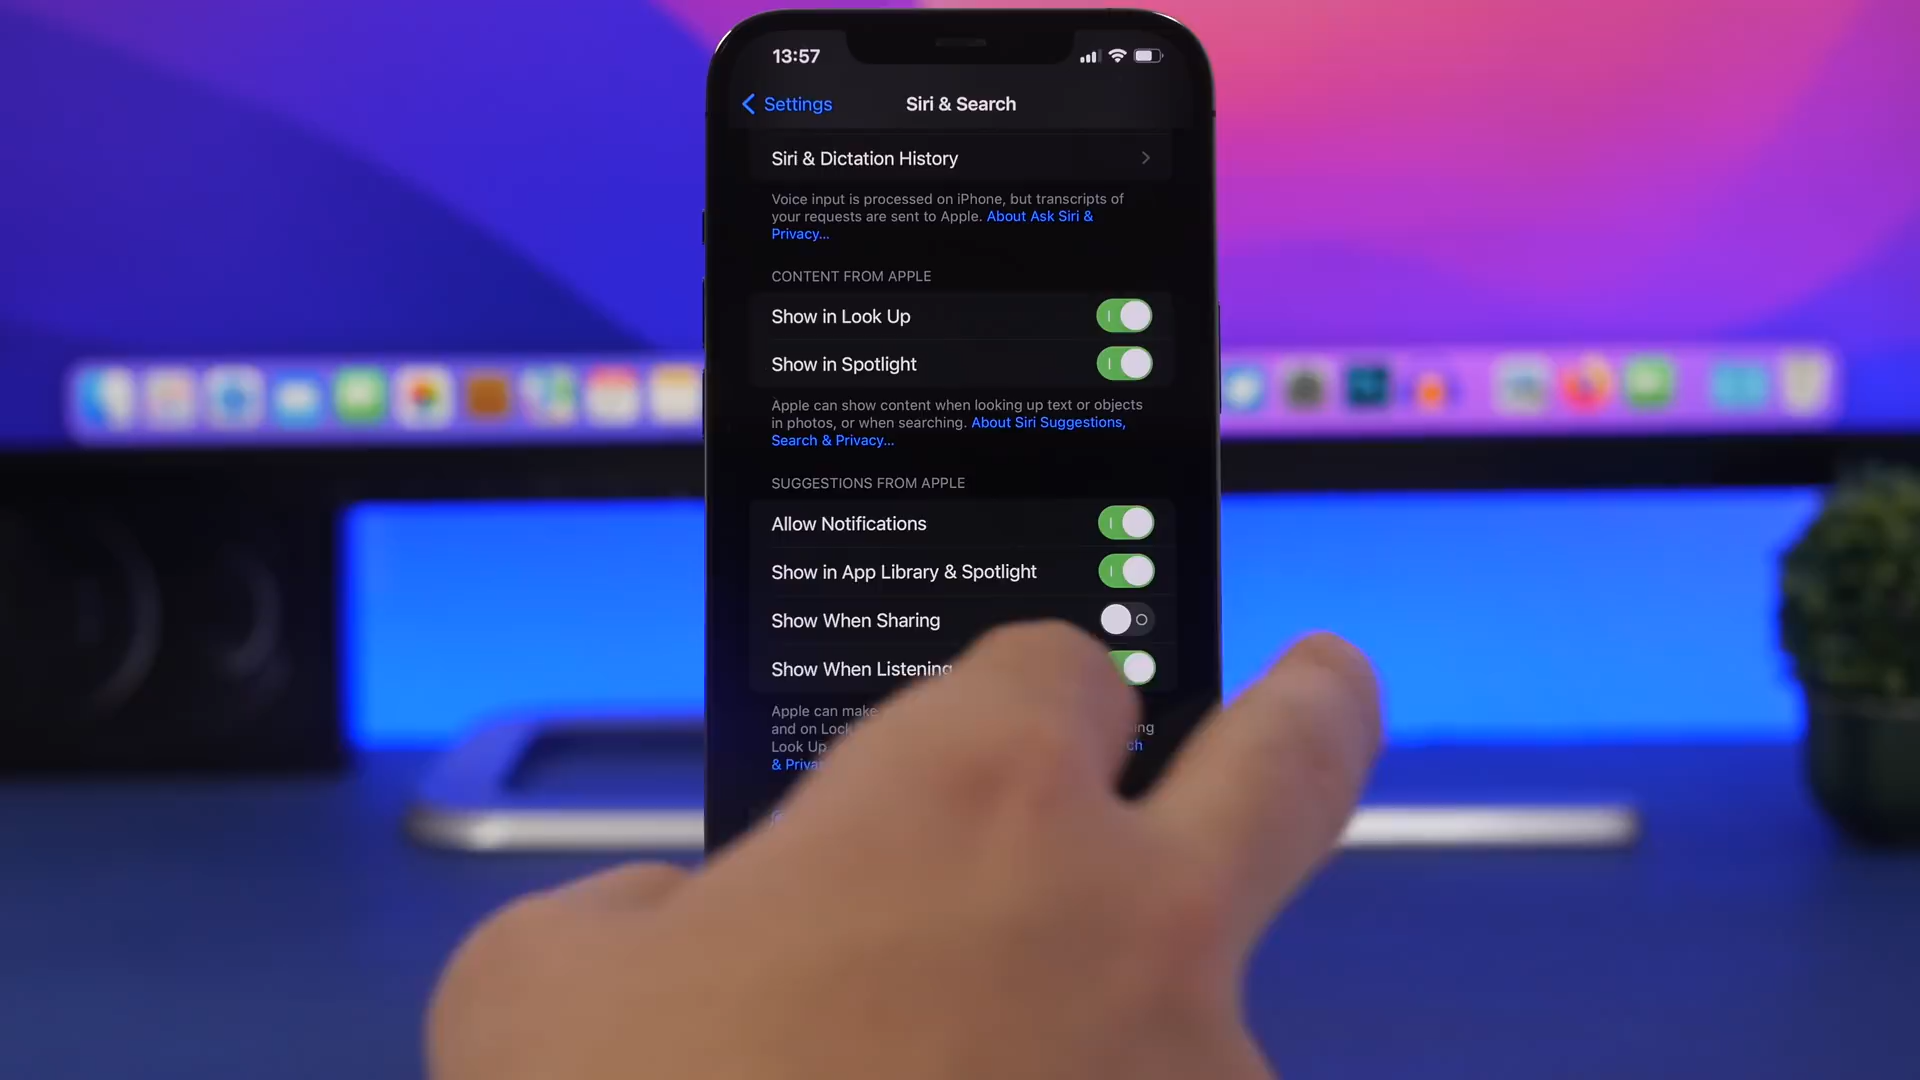 13:57
Settings
Siri & Search
Siri & Dictation History
Voice input is processed on iPhone, but transcripts of
your requests are sent to Apple. About Ask Siri &
Privacy...
CONTENT FROM APPLE
Show in Look Up
Show in Spotlight
Apple can show content when looking up text or objects
in photos, or when searching. About Siri Suggestions,
Search & Privacy...
SUGGESTIONS FROM APPLE
Allow Notifications
Show in App Library & Spotlight
Show When Sharing
Show When Listening
Apple can make
and on
Look Up
&